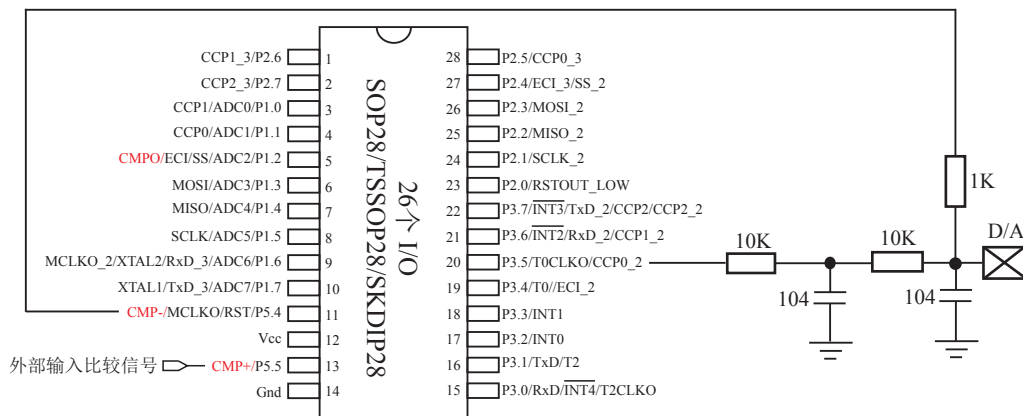 CCP1_3/P2.6 1
CCP2_3/P2.7 2
CCP1/ADC0/P1.0 3
CCP0/ADC1/P1.1 4
CMPO/ECI/SS/ADC2/P1.2 5
MOSI/ADC3/P1.3 6
MISO/ADC4/P1.4 7
SCLK/ADC5/P1.5 8
MCLKO_2/XTAL2/RxD_3/ADC6/P1.6 9
XTAL1/TxD_3/ADC7/P1.7 10
CMP-/MCLKO/RST/P5.4 11
Vcc 12
外部输入比较信号 CMP+/P5.5 13
Gnd 14
SOP28/TSSOP28/SKDIP28
26个 I/O
28 P2.5/CCP0_3
27 P2.4/ECI_3/SS_2
26 P2.3/MOSI_2
25 P2.2/MISO_2
24 P2.1/SCLK_2
23 P2.0/RSTOUT_LOW
22 P3.7/INT3/TxD_2/CCP2/CCP2_2
21 P3.6/INT2/RxD_2/CCP1_2
20 P3.5/T0CLKO/CCP0_2
19 P3.4/T0//ECI_2
18 P3.3/INT1
17 P3.2/INT0
16 P3.1/TxD/T2
15 P3.0/RxD/INT4/T2CLKO
1K
D/A
10K
10K
104
104